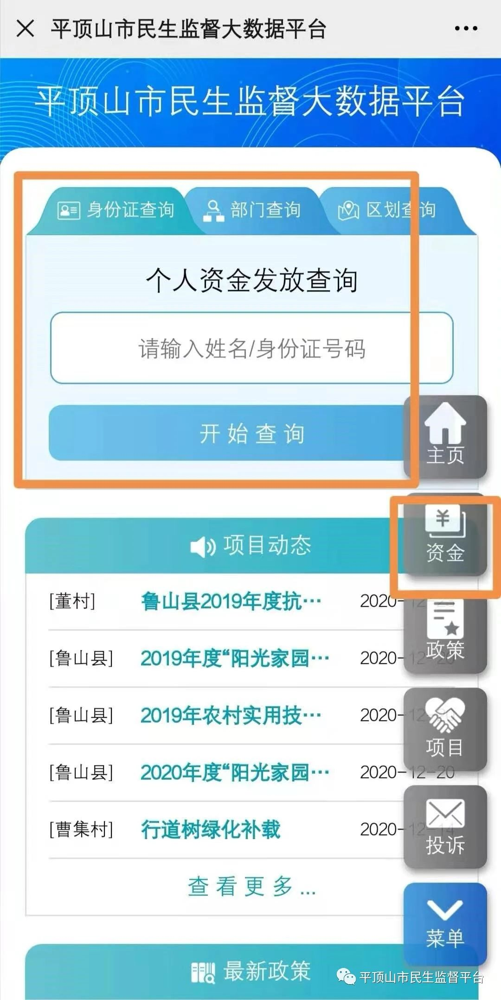 平顶山市民生监督大数据平台
平顶山市民生监督大数据平台
身份证查询 部门查询 区划查询
个人资金发放查询
请输入姓名/身份证号码
开始查询
主页
¥
资金
项目动态
[董村] 鲁山县2019年度抗… 2020-12-20
政策
[鲁山县] 2019年度“阳光家园… 2020-12-20
[鲁山县] 2019年农村实用技… 2020-12-20
项目
[鲁山县] 2020年度“阳光家园… 2020-12-20
[曹集村] 行道树绿化补载 2020-12-14
投诉
查看更多...
菜单
最新政策
平顶山市民生监督平台